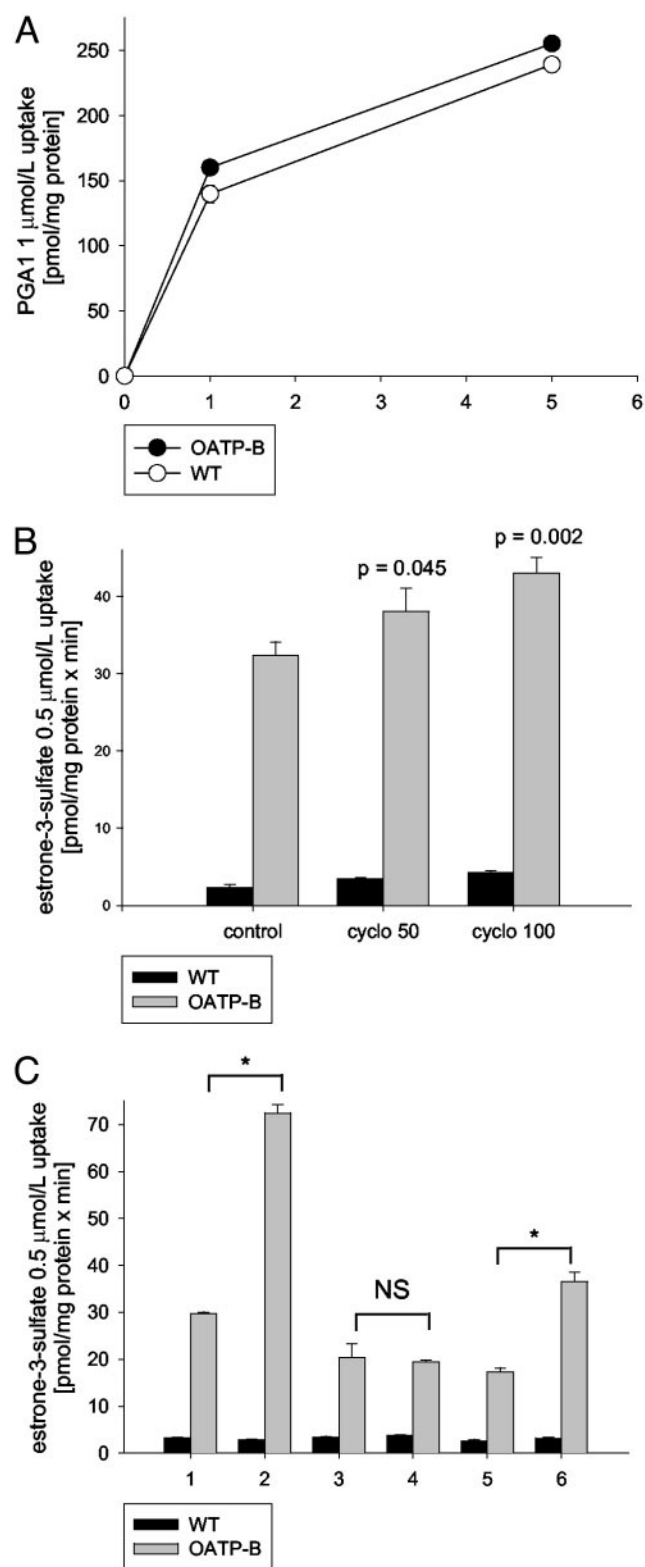 A
PGA1 1 μmol/L uptake
[pmol/mg protein]
250
200
150
100
50
0
0 1 2 3 4 5 6
OATP-B
WT
B
estrone-3-sulfate 0.5 μmol/L uptake
[pmol/mg protein x min]
p = 0.045
p = 0.002
40
30
20
10
0
control cyclo 50 cyclo 100
WT
OATP-B
C
estrone-3-sulfate 0.5 μmol/L uptake
[pmol/mg protein x min]
*
*
NS
70
60
50
40
30
20
10
0
1 2 3 4 5 6
WT
OATP-B